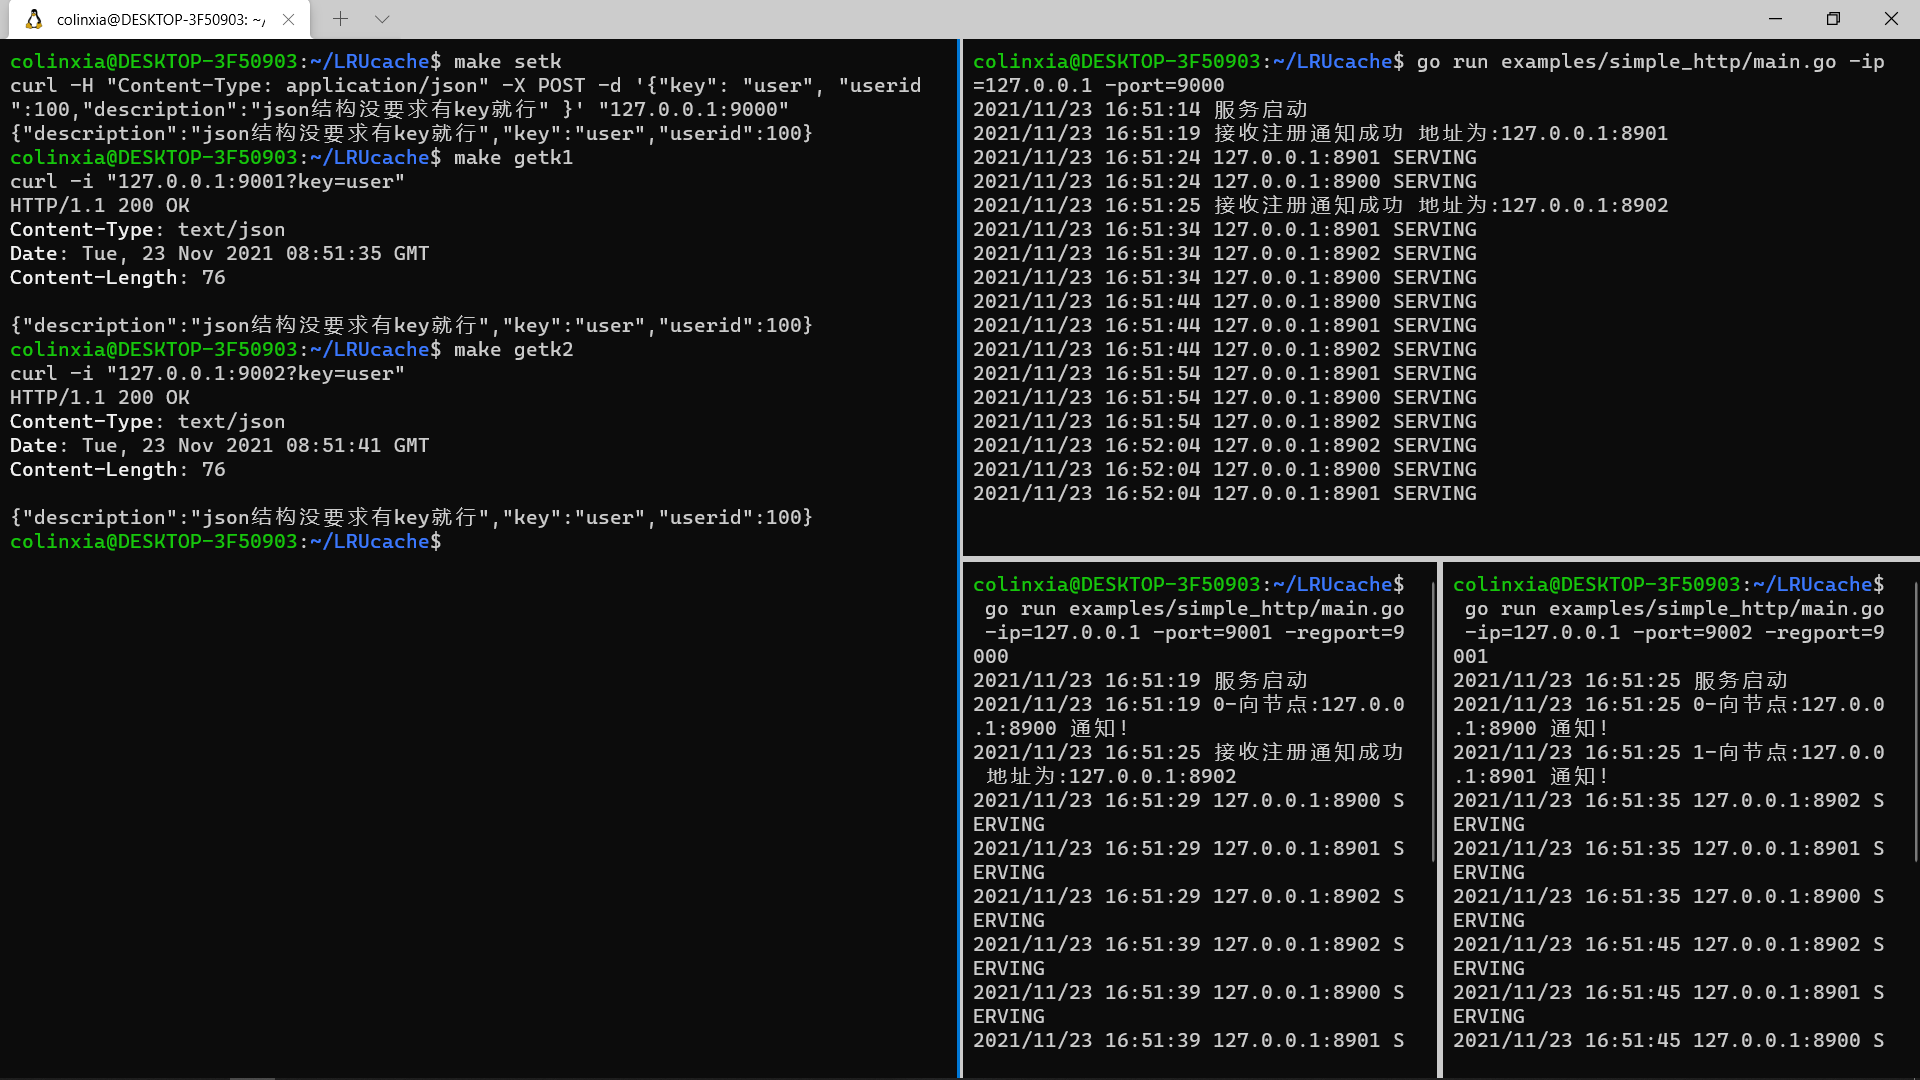 colinxia@DESKTOP-3F50903: ~/
colinxia@DESKTOP-3F50903:~/LRUcache$ make setk
curl -H "Content-Type: application/json" -X POST -d '{"key": "user", "userid
":100,"description":"json结构没要求有key就行" }' "127.0.0.1:9000"
{"description":"json结构没要求有key就行","key":"user","userid":100}
colinxia@DESKTOP-3F50903:~/LRUcache$ make getk1
curl -i "127.0.0.1:9001?key=user"
HTTP/1.1 200 OK
Content-Type: text/json
Date: Tue, 23 Nov 2021 08:51:35 GMT
Content-Length: 76
{"description":"json结构没要求有key就行","key":"user","userid":100}
colinxia@DESKTOP-3F50903:~/LRUcache$ make getk2
curl -i "127.0.0.1:9002?key=user"
HTTP/1.1 200 OK
Content-Type: text/json
Date: Tue, 23 Nov 2021 08:51:41 GMT
Content-Length: 76
{"description":"json结构没要求有key就行","key":"user","userid":100}
colinxia@DESKTOP-3F50903:~/LRUcache$
colinxia@DESKTOP-3F50903:~/LRUcache$ go run examples/simple_http/main.go -ip
=127.0.0.1 -port=9000
2021/11/23 16:51:14 服务启动
2021/11/23 16:51:19 接收注册通知成功 地址为:127.0.0.1:8901
2021/11/23 16:51:24 127.0.0.1:8901 SERVING
2021/11/23 16:51:24 127.0.0.1:8900 SERVING
2021/11/23 16:51:25 接收注册通知成功 地址为:127.0.0.1:8902
2021/11/23 16:51:34 127.0.0.1:8901 SERVING
2021/11/23 16:51:34 127.0.0.1:8902 SERVING
2021/11/23 16:51:34 127.0.0.1:8900 SERVING
2021/11/23 16:51:44 127.0.0.1:8900 SERVING
2021/11/23 16:51:44 127.0.0.1:8901 SERVING
2021/11/23 16:51:44 127.0.0.1:8902 SERVING
2021/11/23 16:51:54 127.0.0.1:8901 SERVING
2021/11/23 16:51:54 127.0.0.1:8900 SERVING
2021/11/23 16:51:54 127.0.0.1:8902 SERVING
2021/11/23 16:52:04 127.0.0.1:8902 SERVING
2021/11/23 16:52:04 127.0.0.1:8900 SERVING
2021/11/23 16:52:04 127.0.0.1:8901 SERVING
colinxia@DESKTOP-3F50903:~/LRUcache$
go run examples/simple_http/main.go
-ip=127.0.0.1 -port=9001 -regport=9
000
2021/11/23 16:51:19 服务启动
2021/11/23 16:51:19 0-向节点:127.0.0
.1:8900 通知!
2021/11/23 16:51:25 接收注册通知成功
地址为:127.0.0.1:8902
2021/11/23 16:51:29 127.0.0.1:8900 S
ERVING
2021/11/23 16:51:29 127.0.0.1:8901 S
ERVING
2021/11/23 16:51:29 127.0.0.1:8902 S
ERVING
2021/11/23 16:51:39 127.0.0.1:8902 S
ERVING
2021/11/23 16:51:39 127.0.0.1:8900 S
ERVING
2021/11/23 16:51:39 127.0.0.1:8901 S
colinxia@DESKTOP-3F50903:~/LRUcache$
go run examples/simple_http/main.go
-ip=127.0.0.1 -port=9002 -regport=9
001
2021/11/23 16:51:25 服务启动
2021/11/23 16:51:25 0-向节点:127.0.0
.1:8900 通知!
2021/11/23 16:51:25 1-向节点:127.0.0
.1:8901 通知!
2021/11/23 16:51:35 127.0.0.1:8902 S
ERVING
2021/11/23 16:51:35 127.0.0.1:8901 S
ERVING
2021/11/23 16:51:35 127.0.0.1:8900 S
ERVING
2021/11/23 16:51:45 127.0.0.1:8902 S
ERVING
2021/11/23 16:51:45 127.0.0.1:8901 S
ERVING
2021/11/23 16:51:45 127.0.0.1:8900 S